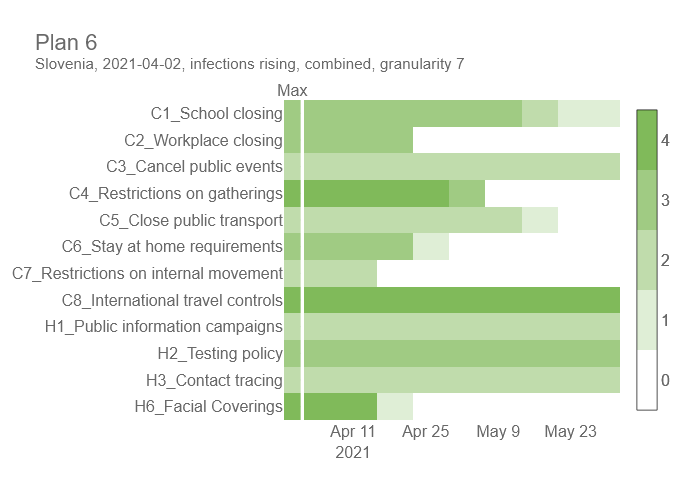 Plan 6
Slovenia, 2021-04-02, infections rising, combined, granularity 7
Max
C1_School closing
C2_Workplace closing
C3_Cancel public events
C4_Restrictions on gatherings
C5_Close public transport
C6_Stay at home requirements
C7_Restrictions on internal movement
C8_International travel controls
H1_Public information campaigns
H2_Testing policy
H3_Contact tracing
H6_Facial Coverings
4
3
2
1
0
Apr 11 Apr 25 May 9 May 23
2021